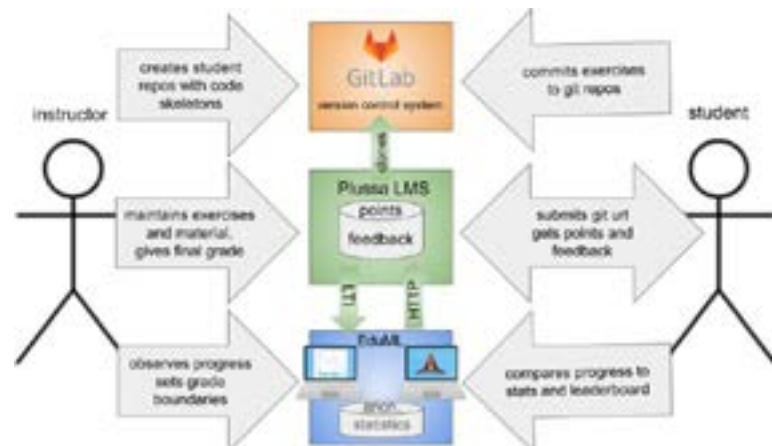 creates student
repos with code
skeletons
GitLab
version control system
commits exercises
to git repos
instructor
student
clones
Plussa LMS
points
feedback
maintains exercises
and material,
gives final grade
submits git url
gets points and
feedback
LTI
HTTP
EduML
observes progress
sets grade
boundaries
anon
statistics
compares progress to
stats and leaderboard